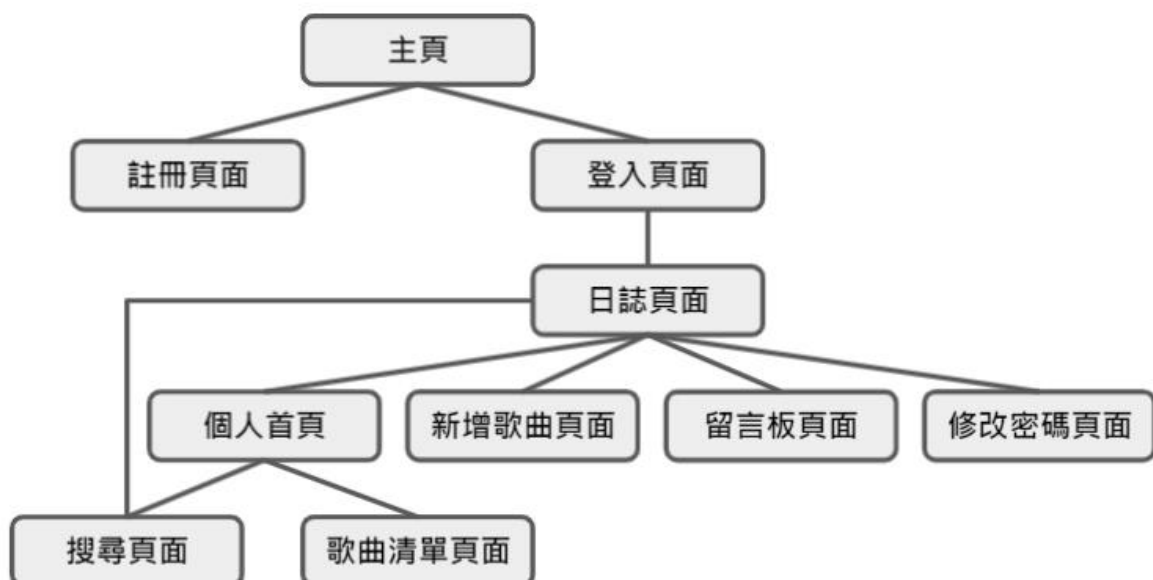 主頁
註冊頁面
登入頁面
日誌頁面
個人首頁
新增歌曲頁面
留言板頁面
修改密碼頁面
搜尋頁面
歌曲清單頁面